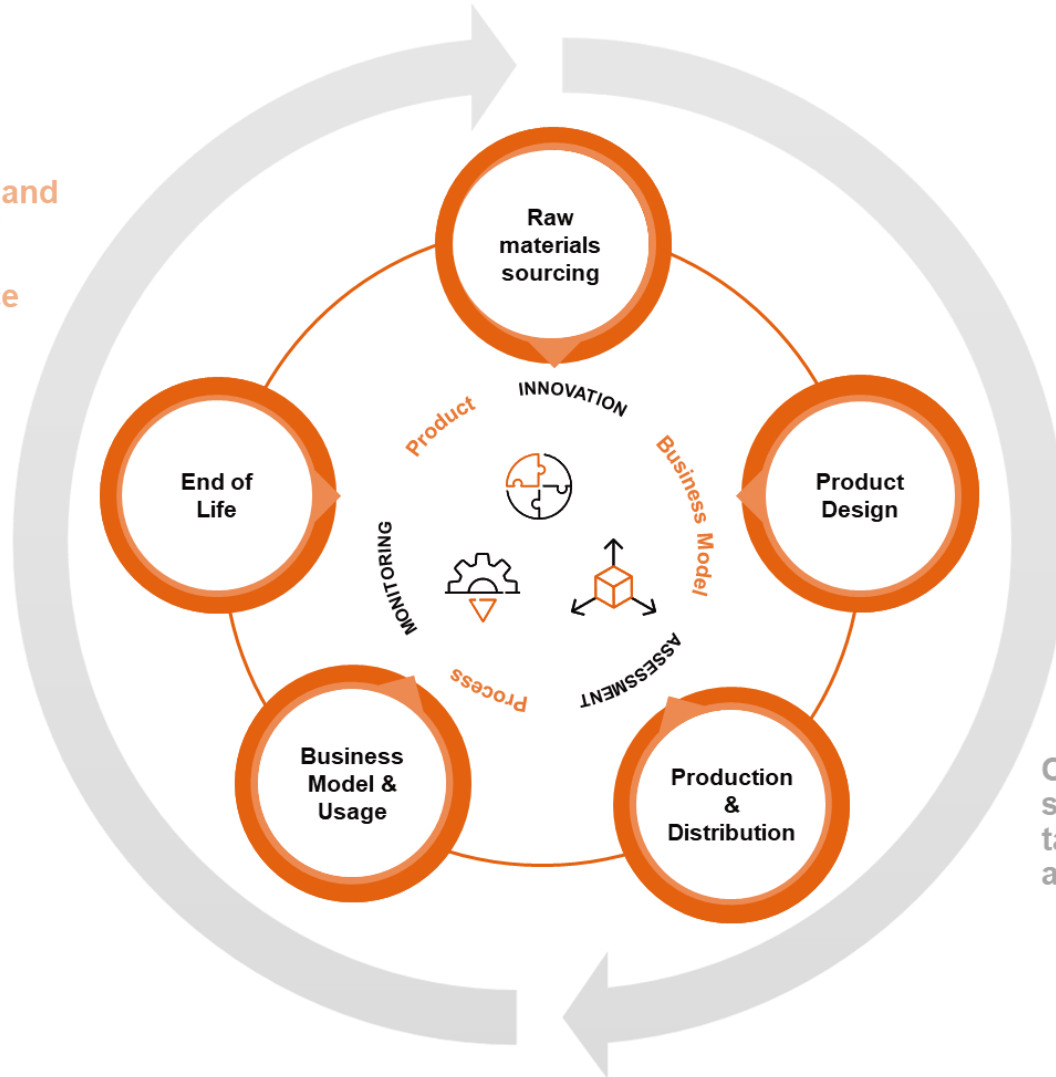 and
Raw
materials
sourcing
INNOVATION
Product
Business Model
End of
Life
Product
Design
MONITORING
ASSESSMENT
Process
Business
Model &
Usage
Production
&
Distribution